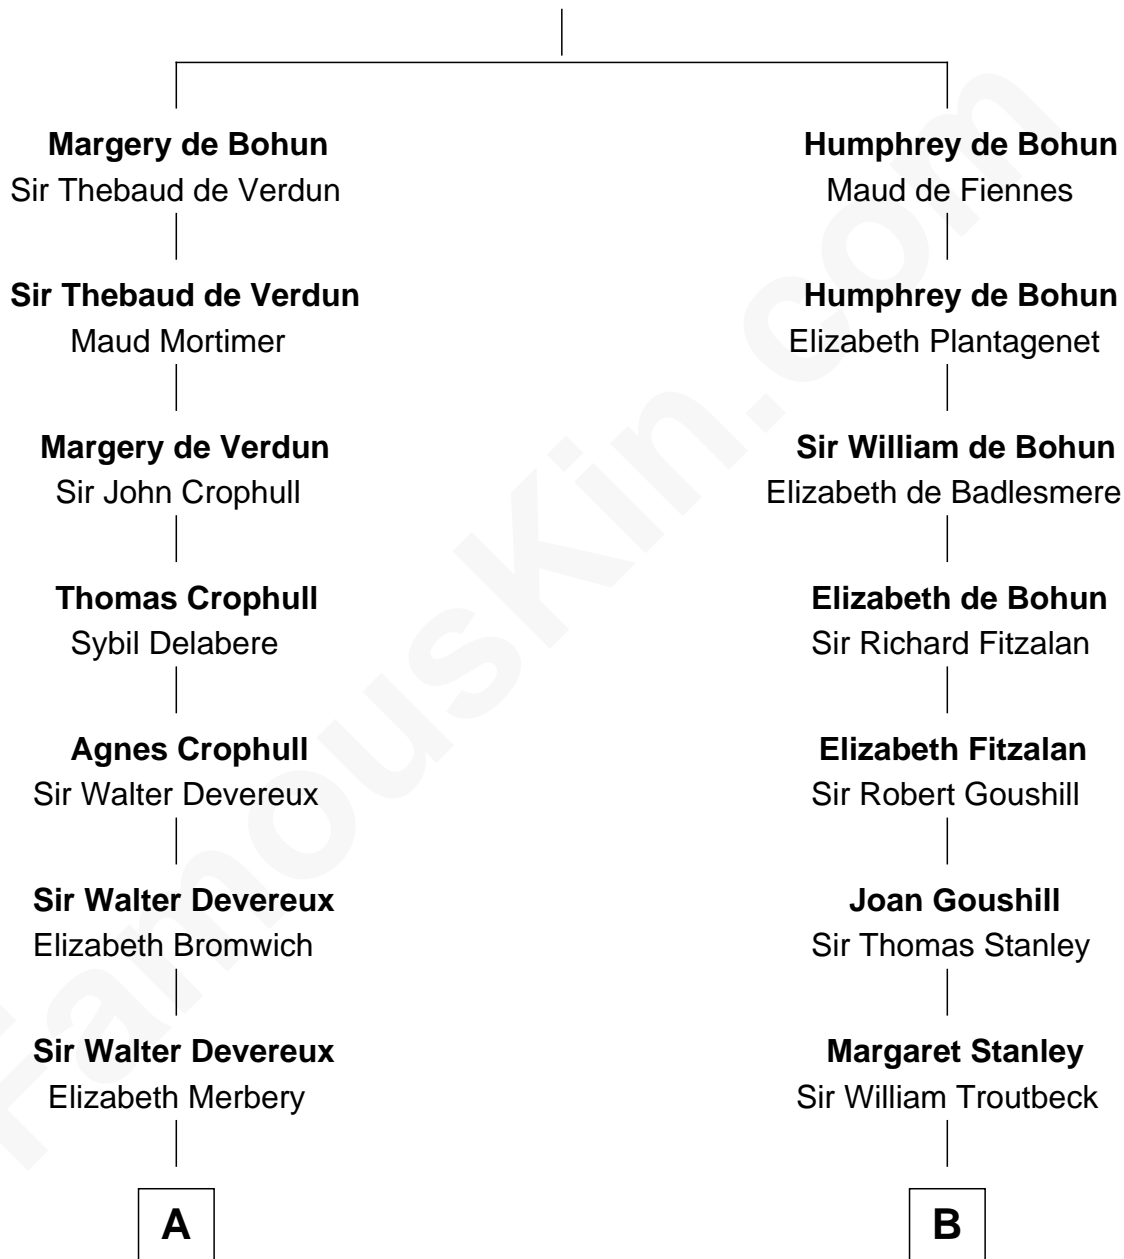 Margery de Bohun
Sir Thebaud de Verdun
Humphrey de Bohun
Maud de Fiennes
Sir Thebaud de Verdun
Maud Mortimer
Humphrey de Bohun
Elizabeth Plantagenet
Margery de Verdun
Sir John Crophull
Sir William de Bohun
Elizabeth de Badlesmere
Thomas Crophull
Sybil Delabere
Elizabeth de Bohun
Sir Richard Fitzalan
Agnes Crophull
Sir Walter Devereux
Elizabeth Fitzalan
Sir Robert Goushill
Sir Walter Devereux
Elizabeth Bromwich
Joan Goushill
Sir Thomas Stanley
Sir Walter Devereux
Elizabeth Merbery
Margaret Stanley
Sir William Troutbeck
A
B
FamousKin.com